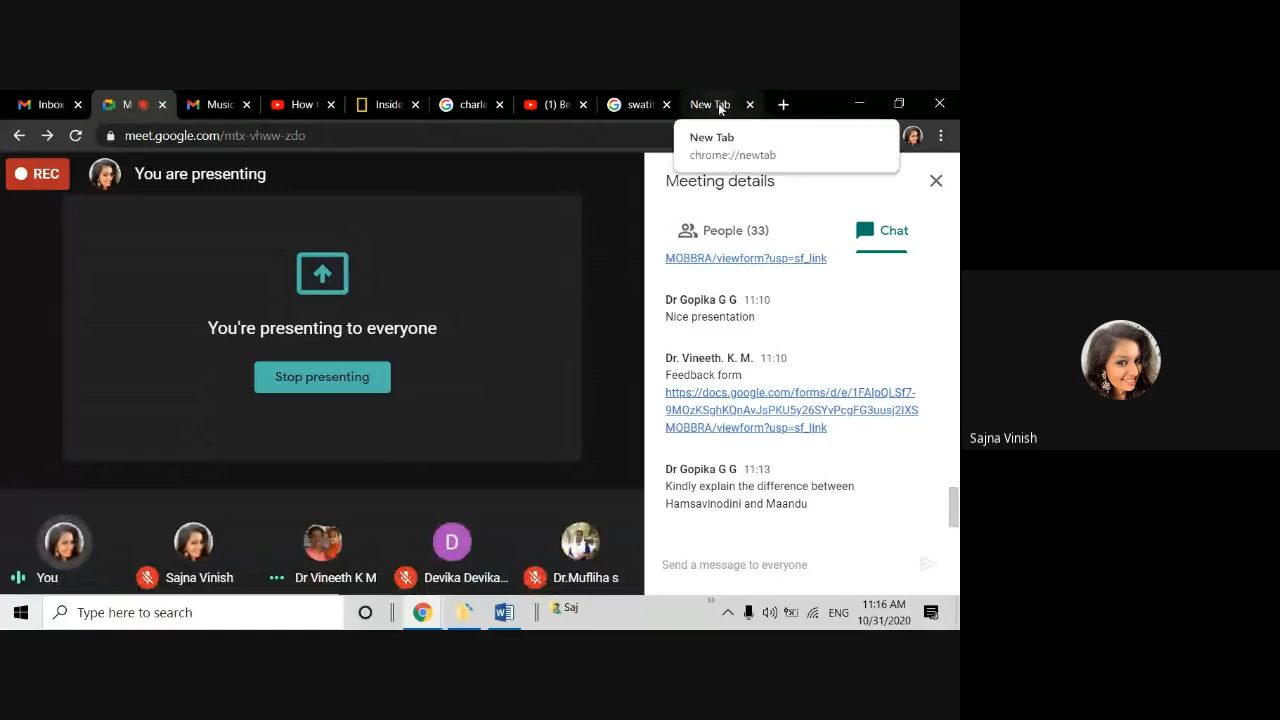 Inbox
M
Music
How t
Inside
charle
(1) Be
swati
New Tab
meet.google.com/mtx-vhww-zdo
New Tab
chrome://newtab
REC
You are presenting
Meeting details
People (33)
Chat
MOBBRA/viewform?usp=sf_link
You're presenting to everyone
Stop presenting
Dr Gopika G G 11:10
Nice presentation
Dr. Vineeth. K. M. 11:10
Feedback form
https://docs.google.com/forms/d/e/1FAIpQLSf7-
9MOzKSghKQnAvJsPKU5y26SYvPcgFG3uusj2IXS
MOBBRA/viewform?usp=sf_link
Dr Gopika G G 11:13
Kindly explain the difference between
Hamsavinodini and Maandu
Send a message to everyone
You
Sajna Vinish
Dr Vineeth K M
D
Devika Devika...
Dr.Mufliha s
Type here to search
Saj
ENG
11:16 AM
10/31/2020
Sajna Vinish